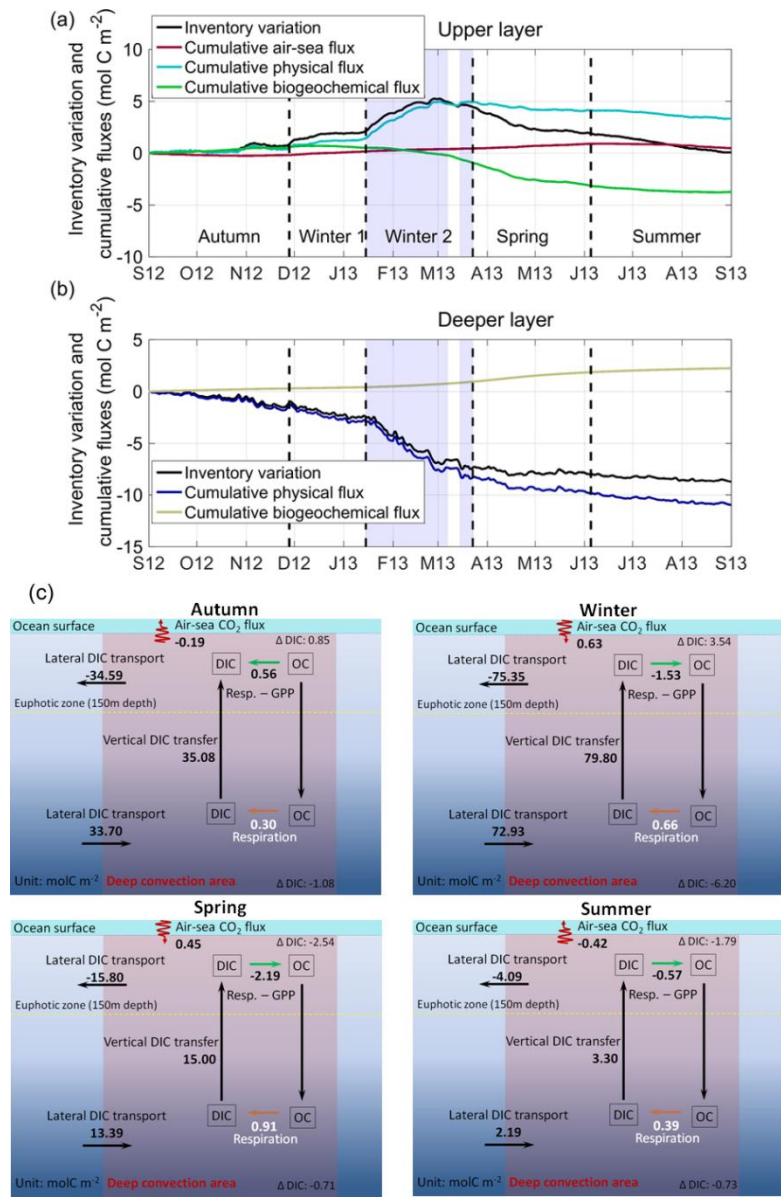 (a)
Upper layer
Inventory variation
Cumulative air-sea flux
Cumulative physical flux
Cumulative biogeochemical flux
Inventory variation and
cumulative fluxes (mol C m⁻²)
10
5
0
-5
-10
Autumn
Winter 1
Winter 2
Spring
Summer
S12 O12 N12 D12 J13 F13 M13 A13 M13 J13 J13 A13 S13
(b)
Deeper layer
Inventory variation and
cumulative fluxes (mol C m⁻²)
5
0
-5
-10
-15
Inventory variation
Cumulative physical flux
Cumulative biogeochemical flux
S12 O12 N12 D12 J13 F13 M13 A13 M13 J13 J13 A13 S13
(c)
Autumn
Ocean surface
Air-sea CO₂ flux
-0.19
Δ DIC: 0.85
Lateral DIC transport
-34.59
DIC
OC
0.56
Resp. – GPP
Euphotic zone (150m depth)
Vertical DIC transfer
35.08
Lateral DIC transport
33.70
DIC
OC
0.30
Respiration
Unit: molC m⁻²
Deep convection area
Δ DIC: -1.08
Winter
Ocean surface
Air-sea CO₂ flux
0.63
Δ DIC: 3.54
Lateral DIC transport
-75.35
DIC
OC
-1.53
Resp. – GPP
Euphotic zone (150m depth)
Vertical DIC transfer
79.80
Lateral DIC transport
72.93
DIC
OC
0.66
Respiration
Unit: molC m⁻²
Deep convection area
Δ DIC: -6.20
Spring
Ocean surface
Air-sea CO₂ flux
0.45
Δ DIC: -2.54
Lateral DIC transport
-15.80
DIC
OC
-2.19
Resp. – GPP
Euphotic zone (150m depth)
Vertical DIC transfer
15.00
Lateral DIC transport
13.39
DIC
OC
0.91
Respiration
Unit: molC m⁻²
Deep convection area
Δ DIC: -0.71
Summer
Ocean surface
Air-sea CO₂ flux
-0.42
Δ DIC: -1.79
Lateral DIC transport
-4.09
DIC
OC
-0.57
Resp. – GPP
Euphotic zone (150m depth)
Vertical DIC transfer
3.30
Lateral DIC transport
2.19
DIC
OC
0.39
Respiration
Unit: molC m⁻²
Deep convection area
Δ DIC: -0.73